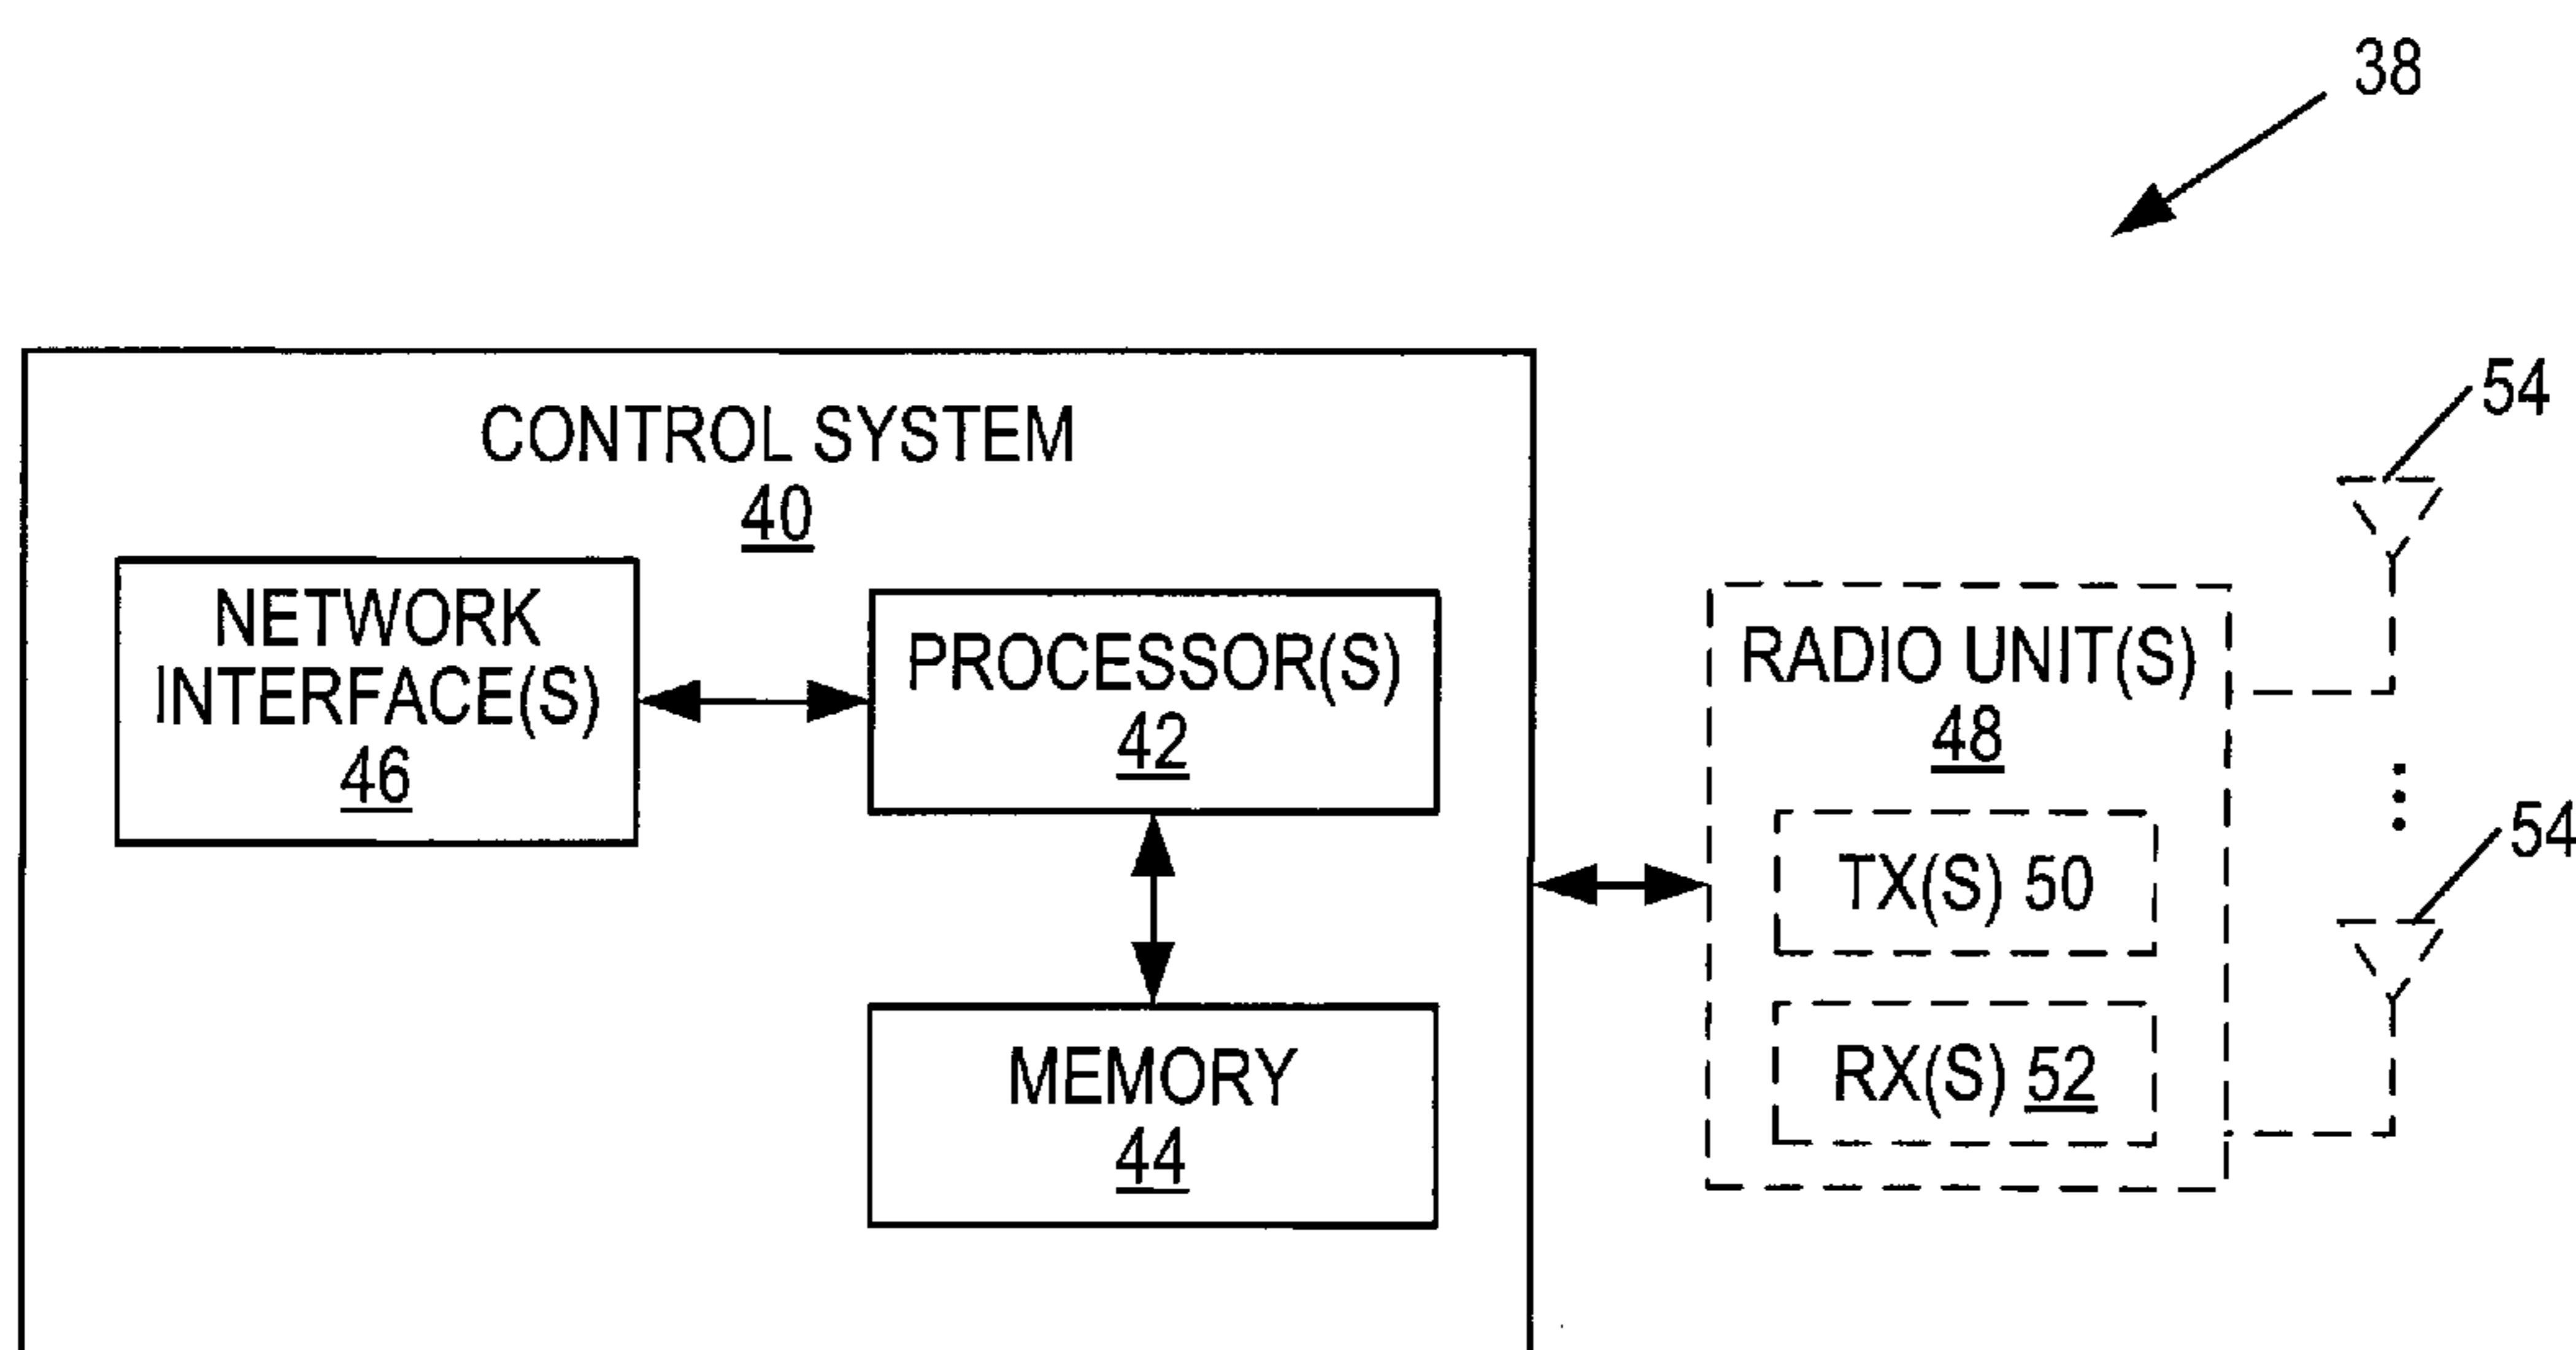 38
CONTROL SYSTEM
40
NETWORK
INTERFACE(S)
46
PROCESSOR(S)
42
MEMORY
44
RADIO UNIT(S)
48
TX(S) 50
RX(S) 52
54
54